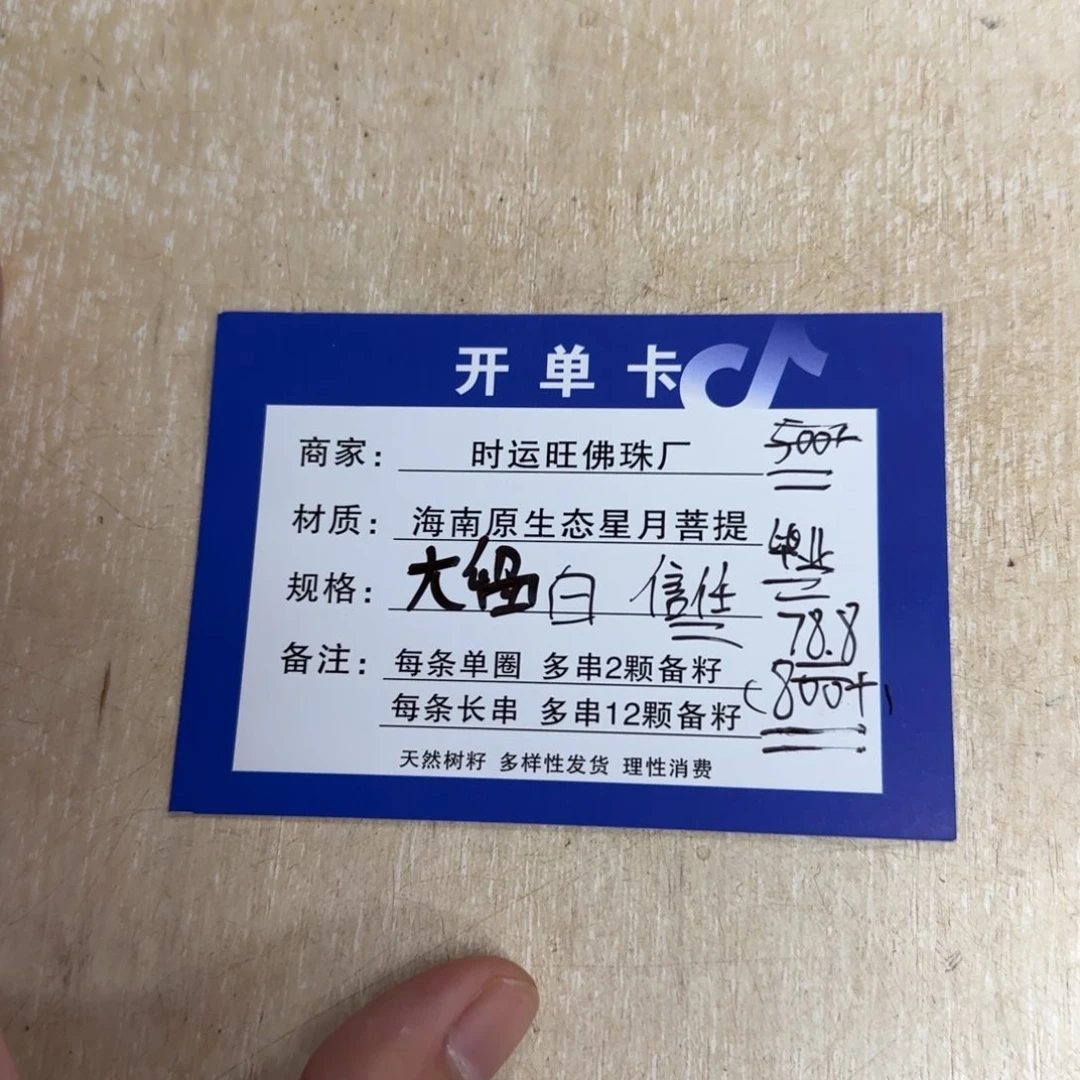 开单卡
商家: 时运旺佛珠厂 500+
材质: 海南原生态星月菩提
规格: 大 白 信任
78.8
备注: 每条单圈 多串2颗备籽
(800+)
每条长串 多串12颗备籽
天然树籽 多样性发货 理性消费